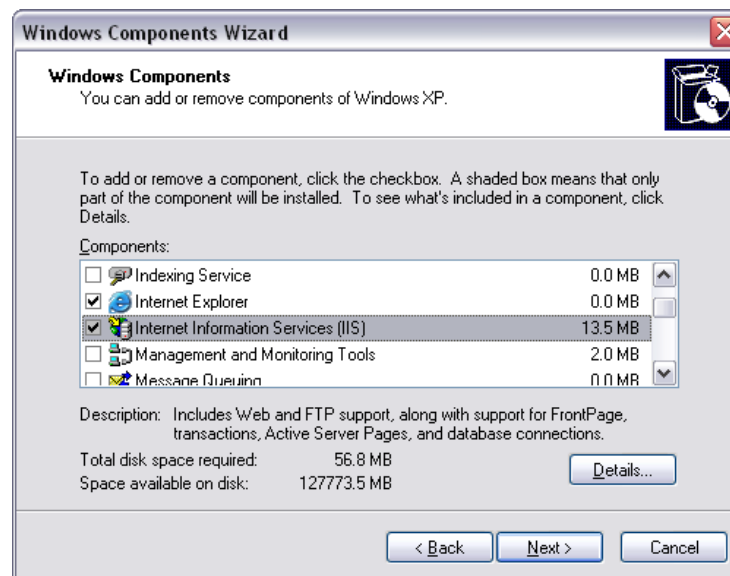 Windows Components Wizard
Windows Components
You can add or remove components of Windows XP.
To add or remove a component, click the checkbox. A shaded box means that only
part of the component will be installed. To see what's included in a component, click
Details.
Components:
Indexing Service 0.0 MB
Internet Explorer 0.0 MB
Internet Information Services (IIS) 13.5 MB
Management and Monitoring Tools 2.0 MB
Message Queuing 0.0 MB
Description: Includes Web and FTP support, along with support for FrontPage,
transactions, Active Server Pages, and database connections.
Total disk space required: 56.8 MB
Space available on disk: 127773.5 MB
Details...
< Back Next > Cancel